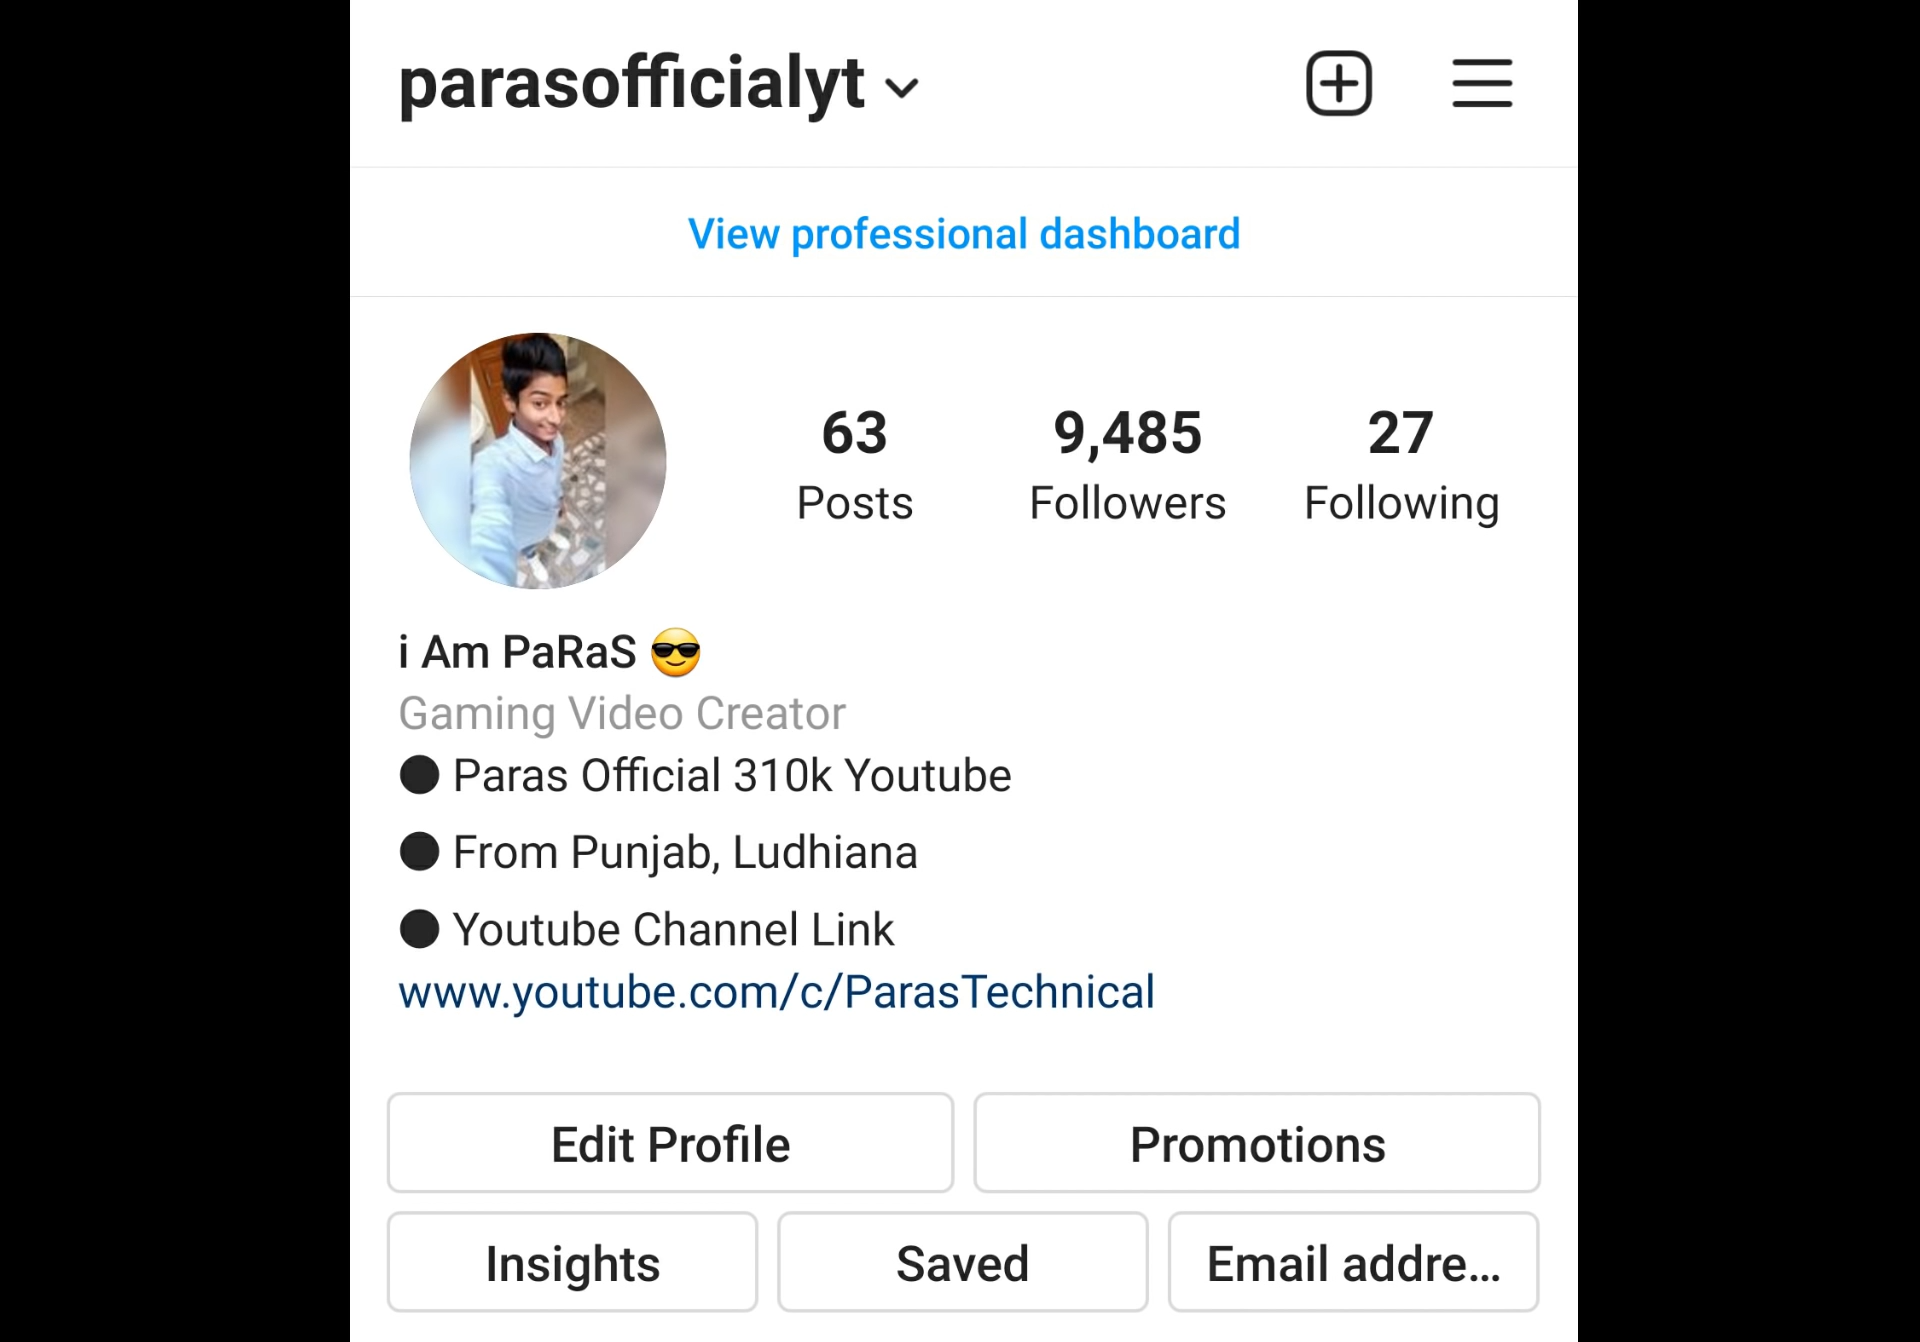 parasofficialyt
View professional dashboard
63 9,485 27
Posts Followers Following
i Am PaRaS 😎
Gaming Video Creator
● Paras Official 310k Youtube
● From Punjab, Ludhiana
● Youtube Channel Link
www.youtube.com/c/ParasTechnical
Edit Profile Promotions
Insights Saved Email addre...